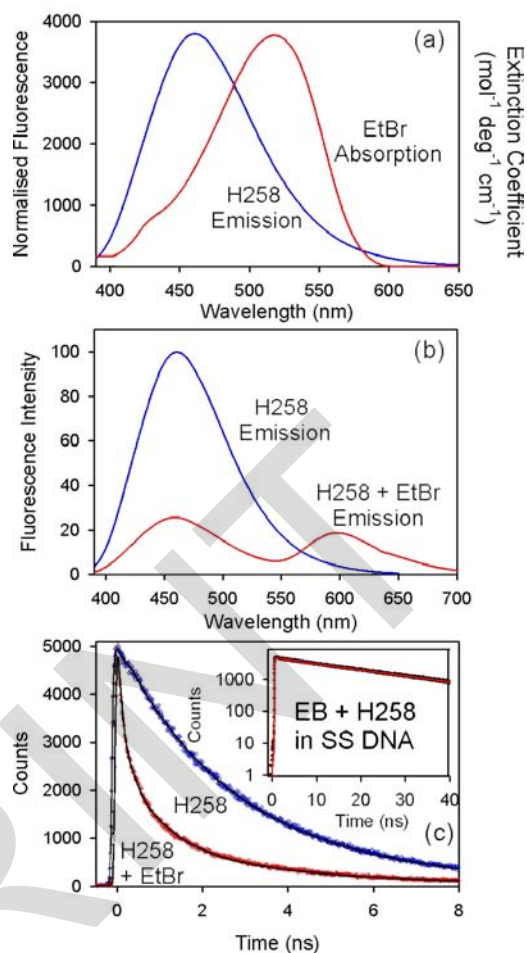 (a)
Normalised Fluorescence
4000
3000
2000
1000
0
EtBr
Absorption
H258
Emission
Extinction Coefficient
(mol-1 deg-1 cm-1)
400 450 500 550 600 650
Wavelength (nm)
(b)
Fluorescence Intensity
100
80
60
40
20
0
H258
Emission
H258 + EtBr
Emission
400 450 500 550 600 650 700
Wavelength (nm)
5000
4000
3000
2000
1000
0
Counts
1000
100
10
1
Counts
EB + H258
in SS DNA
0 10 20 30 40
Time (ns)
H258
(c)
H258
+ EtBr
0 2 4 6 8
Time (ns)
RINT